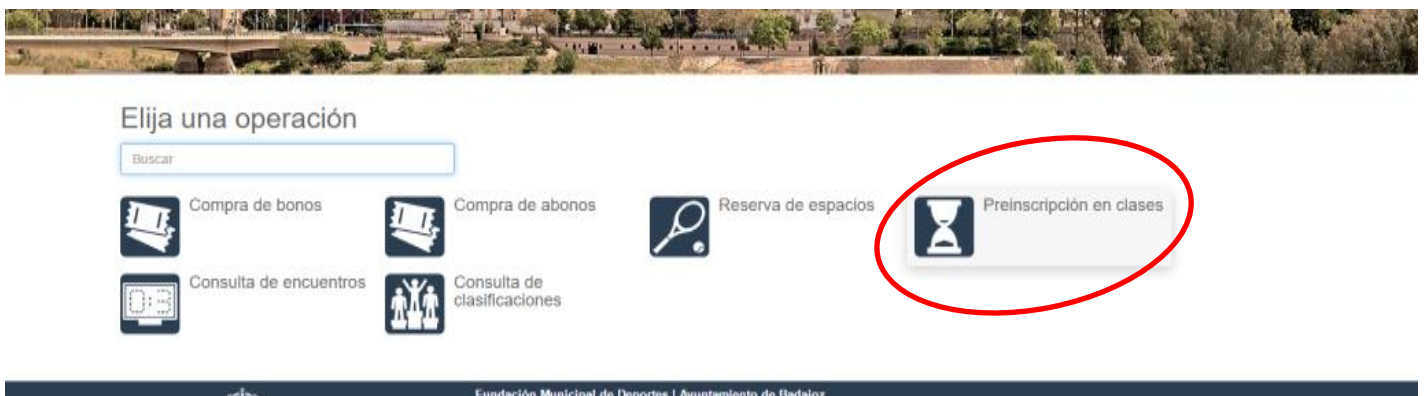 Elija una operación
Buscar
Compra de bonos
Compra de abonos
Reserva de espacios
Preinscripción en clases
Consulta de encuentros
Consulta de
clasificaciones
Fundación Municipal de Deportes | Ayuntamiento de Badajoz